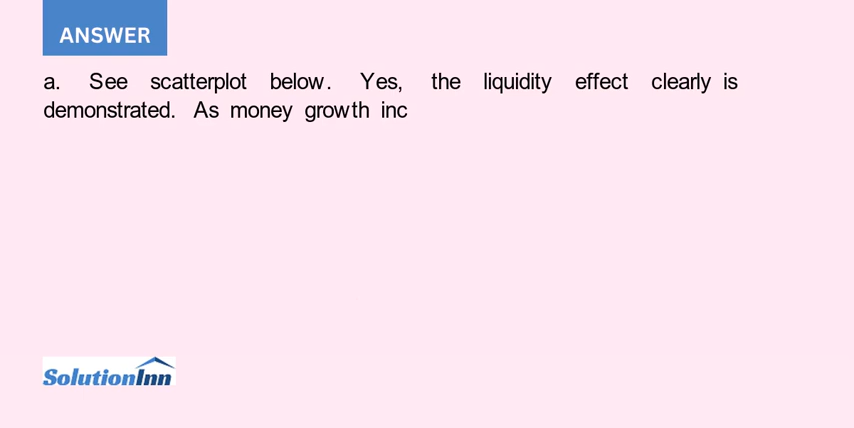 ANSWER
a. See scatterplot below. Yes, the liquidity effect clearly is
demonstrated. As money growth inc
SolutionInn